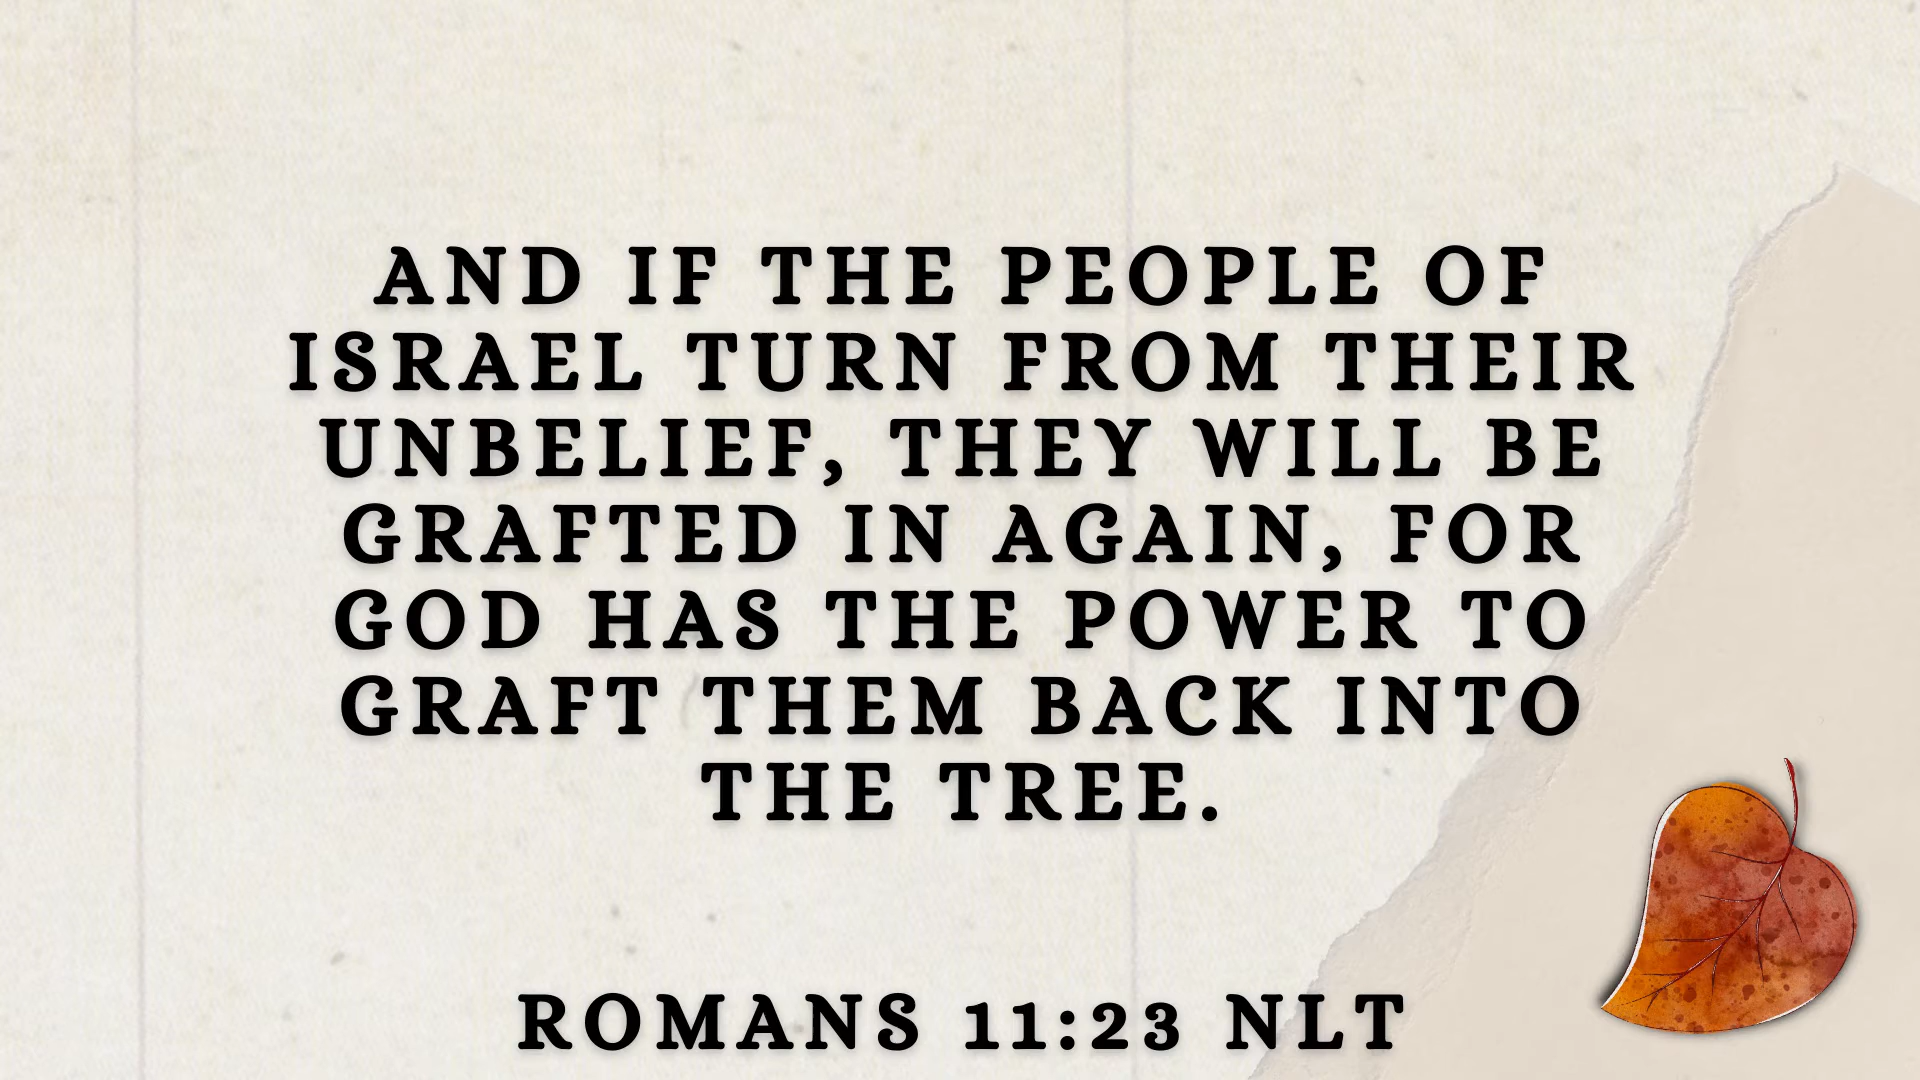 AND IF THE PEOPLE OF
ISRAEL TURN FROM THEIR
UNBELIEF, THEY WILL BE
GRAFTED IN AGAIN, FOR
GOD HAS THE POWER TO
GRAFT THEM BACK INTO
THE TREE.
ROMANS 11:23 NLT